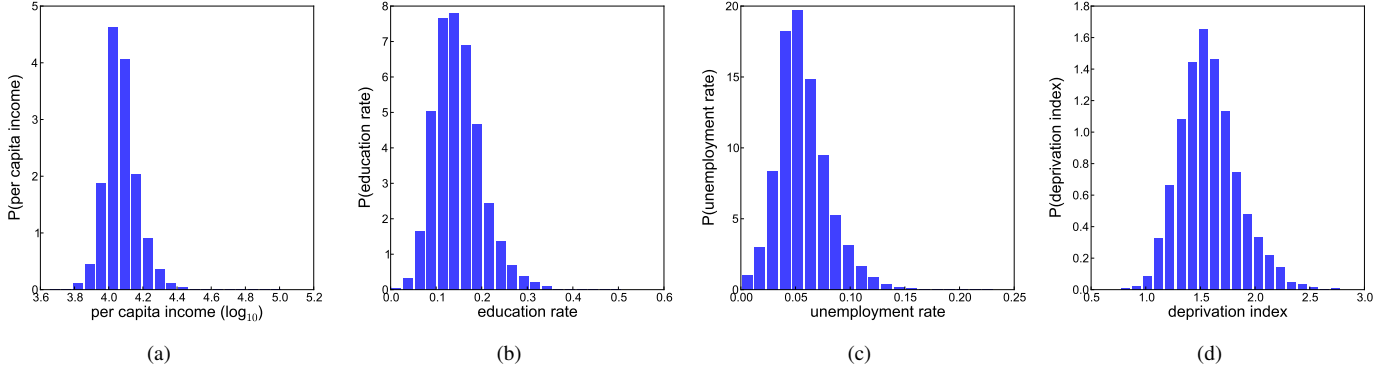 5
4
3
2
1
0
3.6 3.8 4.0 4.2 4.4 4.6 4.8 5.0 5.2
P(per capita income)
per capita income (log10)
(a)
8
7
6
5
4
3
2
1
0
0.0 0.1 0.2 0.3 0.4 0.5 0.6
P(education rate)
education rate
(b)
20
15
10
5
0
0.00 0.05 0.10 0.15 0.20 0.25
P(unemployment rate)
unemployment rate
(c)
1.8
1.6
1.4
1.2
1.0
0.8
0.6
0.4
0.2
0.0
0.5 1.0 1.5 2.0 2.5 3.0
P(deprivation index)
deprivation index
(d)